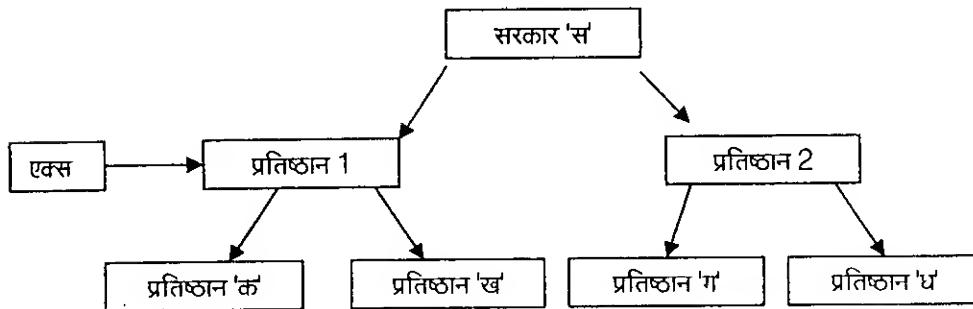 सरकार 'स'
एक्स
प्रतिष्ठान 1
प्रतिष्ठान 2
प्रतिष्ठान 'क'
प्रतिष्ठान 'ख'
प्रतिष्ठान 'ग'
प्रतिष्ठान 'ध'